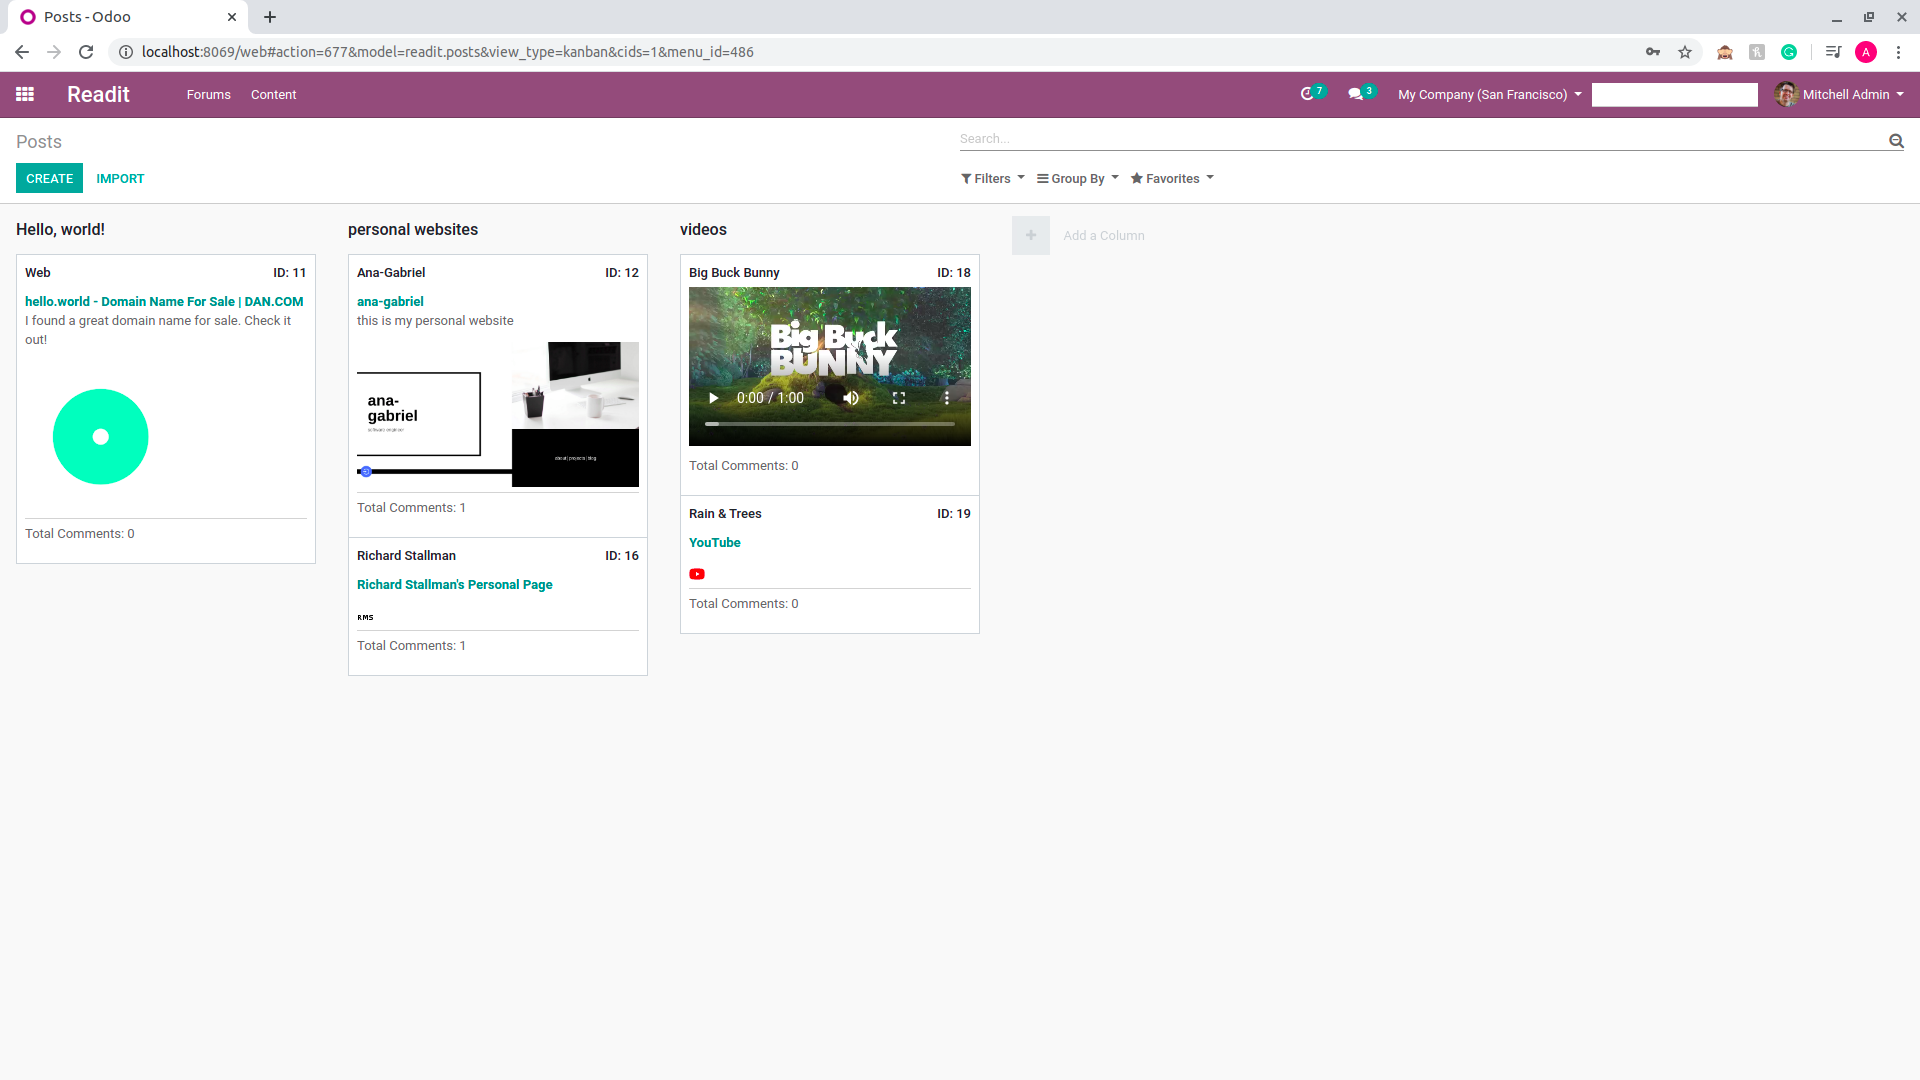 Posts - Odoo
localhost:8069/web#action=677&model=readit.posts&view_type=kanban&cids=1&menu_id=486
A
Readit
Forums
Content
7
3
My Company (San Francisco)
Mitchell Admin
Posts
Search...
CREATE
IMPORT
Filters
Group By
Favorites
Hello, world!
Web
ID: 11
hello.world - Domain Name For Sale | DAN.COM
I found a great domain name for sale. Check it
out!
Total Comments: 0
personal websites
Ana-Gabriel
ID: 12
ana-gabriel
this is my personal website
ana-
gabriel
software engineer
about | projects | blog
Total Comments: 1
Richard Stallman
ID: 16
Richard Stallman's Personal Page
RMS
Total Comments: 1
videos
Big Buck Bunny
ID: 18
Big Buck
BUNNY
0:00 / 1:00
Total Comments: 0
Rain & Trees
ID: 19
YouTube
Total Comments: 0
Add a Column